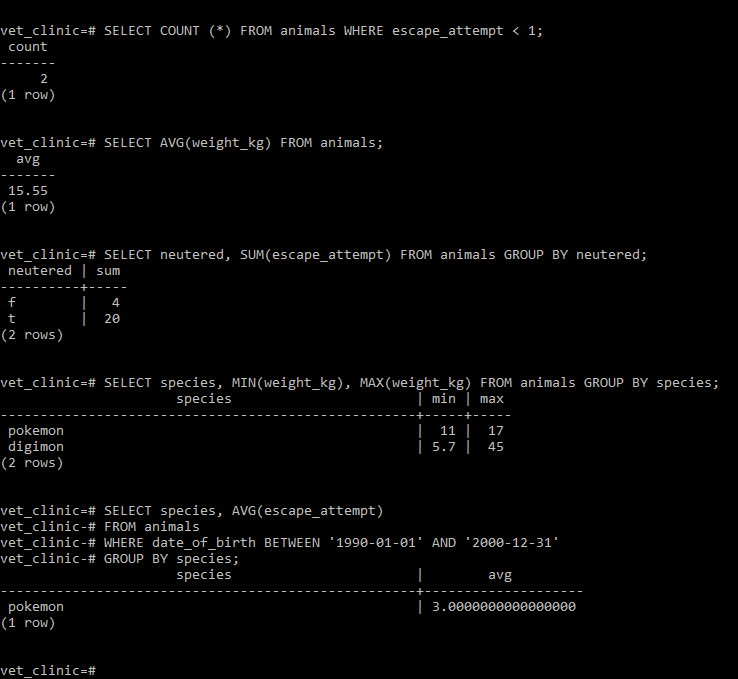 vet_clinic=# SELECT COUNT (*) FROM animals WHERE escape_attempt < 1;
 count
-------
     2
(1 row)
vet_clinic=# SELECT AVG(weight_kg) FROM animals;
  avg
-------
 15.55
(1 row)
vet_clinic=# SELECT neutered, SUM(escape_attempt) FROM animals GROUP BY neutered;
 neutered | sum
----------+-----
 f        |   4
 t        |  20
(2 rows)
vet_clinic=# SELECT species, MIN(weight_kg), MAX(weight_kg) FROM animals GROUP BY species;
                      species                       | min | max
----------------------------------------------------+-----+-----
 pokemon                                            |  11 |  17
 digimon                                            | 5.7 |  45
(2 rows)
vet_clinic=# SELECT species, AVG(escape_attempt)
vet_clinic-# FROM animals
vet_clinic-# WHERE date_of_birth BETWEEN '1990-01-01' AND '2000-12-31'
vet_clinic-# GROUP BY species;
                      species                       |        avg
----------------------------------------------------+--------------------
 pokemon                                            | 3.0000000000000000
(1 row)
vet_clinic=#